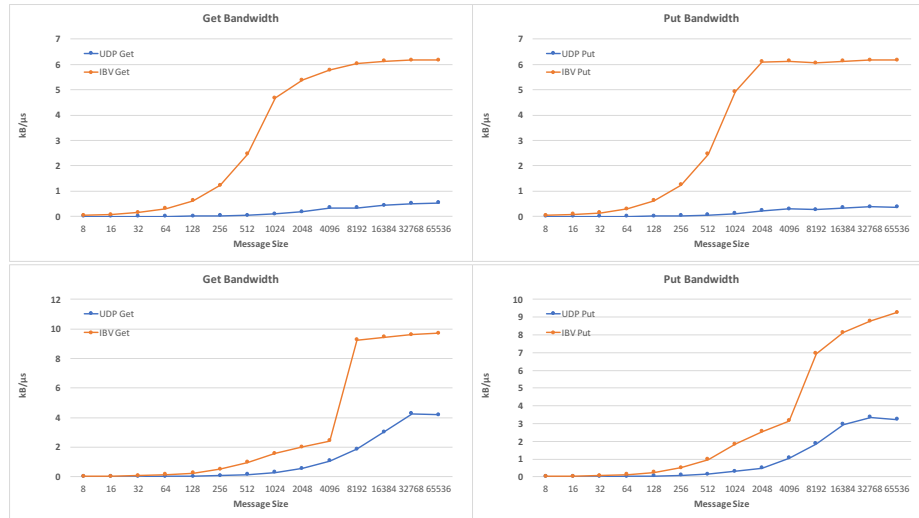 Get Bandwidth
7
6
5
4
3
2
1
0
kB/μs
UDP Get
IBV Get
8 16 32 64 128 256 512 1024 2048 4096 8192 16384 32768 65536
Message Size
Put Bandwidth
7
6
5
4
3
2
1
0
kB/μs
UDP Put
IBV Put
8 16 32 64 128 256 512 1024 2048 4096 8192 16384 32768 65536
Message Size
Get Bandwidth
12
10
8
6
4
2
0
kB/μs
UDP Get
IBV Get
8 16 32 64 128 256 512 1024 2048 4096 8192 16384 32768 65536
Message Size
Put Bandwidth
10
9
8
7
6
5
4
3
2
1
0
kB/μs
UDP Put
IBV Put
8 16 32 64 128 256 512 1024 2048 4096 8192 16384 32768 65536
Message Size